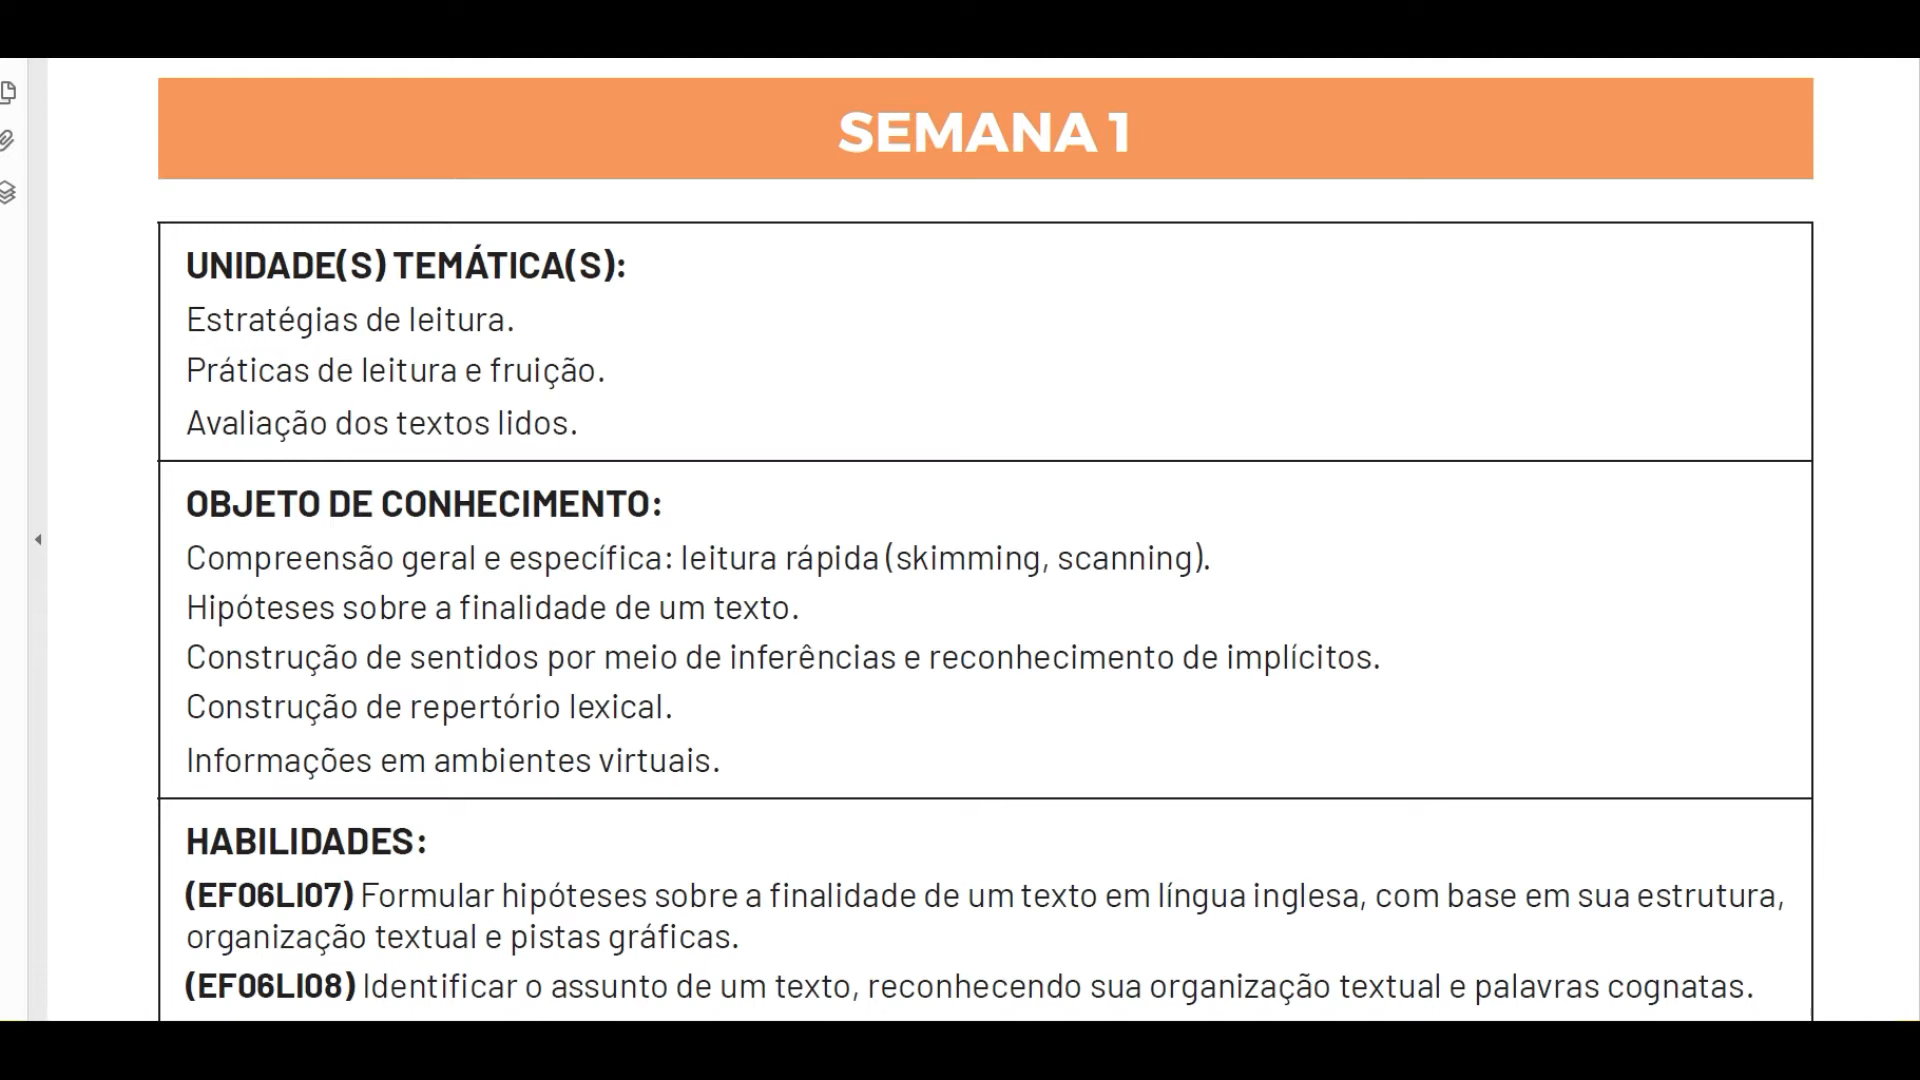 SEMANA 1
UNIDADE(S) TEMÁTICA(S):
Estratégias de leitura.
Práticas de leitura e fruição.
Avaliação dos textos lidos.
OBJETO DE CONHECIMENTO:
Compreensão geral e específica: leitura rápida (skimming, scanning).
Hipóteses sobre a finalidade de um texto.
Construção de sentidos por meio de inferências e reconhecimento de implícitos.
Construção de repertório lexical.
Informações em ambientes virtuais.
HABILIDADES:
(EF06LI07) Formular hipóteses sobre a finalidade de um texto em língua inglesa, com base em sua estrutura,
organização textual e pistas gráficas.
(EF06LI08) Identificar o assunto de um texto, reconhecendo sua organização textual e palavras cognatas.